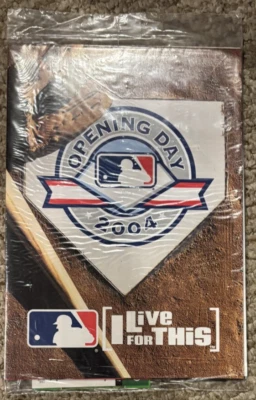 OPENING DAY
2004
[I Live
FOR THIS]